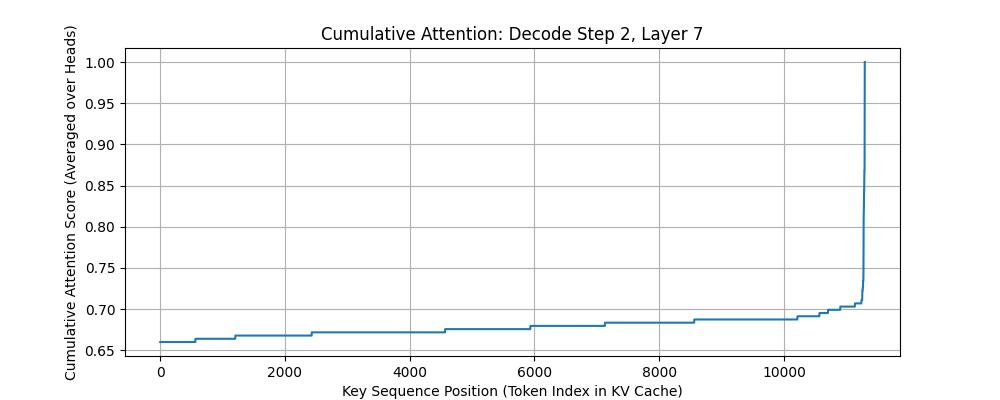 Cumulative Attention: Decode Step 2, Layer 7
Cumulative Attention Score (Averaged over Heads)
1.00
0.95
0.90
0.85
0.80
0.75
0.70
0.65
0 2000 4000 6000 8000 10000
Key Sequence Position (Token Index in KV Cache)